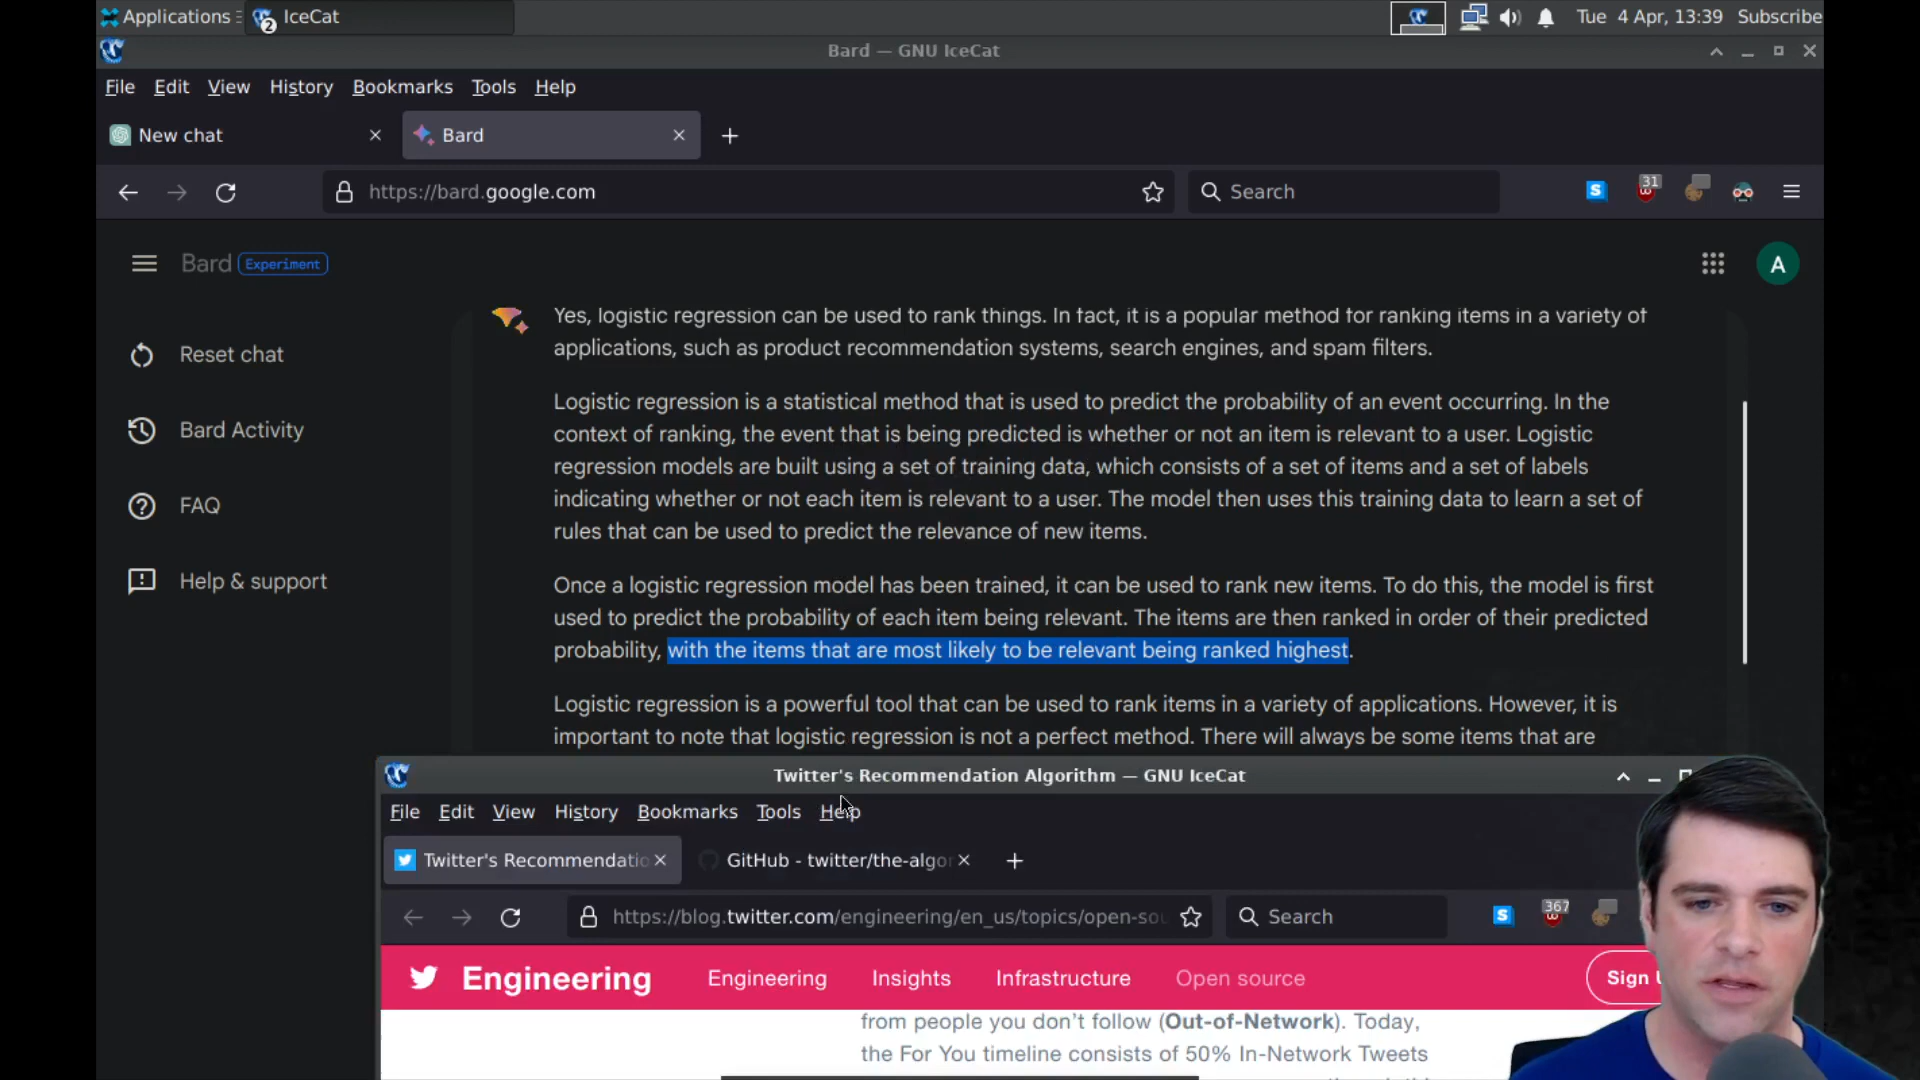 Applications
2
IceCat
Tue 4 Apr, 13:39
Subscribe
Bard — GNU IceCat
File Edit View History Bookmarks Tools Help
New chat
Bard
https://bard.google.com
Search
S
31
Bard Experiment
A
Reset chat
Bard Activity
FAQ
Help & support
Yes, logistic regression can be used to rank things. In fact, it is a popular method for ranking items in a variety of
applications, such as product recommendation systems, search engines, and spam filters.
Logistic regression is a statistical method that is used to predict the probability of an event occurring. In the
context of ranking, the event that is being predicted is whether or not an item is relevant to a user. Logistic
regression models are built using a set of training data, which consists of a set of items and a set of labels
indicating whether or not each item is relevant to a user. The model then uses this training data to learn a set of
rules that can be used to predict the relevance of new items.
Once a logistic regression model has been trained, it can be used to rank new items. To do this, the model is first
used to predict the probability of each item being relevant. The items are then ranked in order of their predicted
probability, with the items that are most likely to be relevant being ranked highest.
Logistic regression is a powerful tool that can be used to rank items in a variety of applications. However, it is
important to note that logistic regression is not a perfect method. There will always be some items that are
Twitter's Recommendation Algorithm — GNU IceCat
File Edit View History Bookmarks Tools Help
Twitter's Recommendatio
GitHub - twitter/the-algor
https://blog.twitter.com/engineering/en_us/topics/open-sou
Search
S
367
Engineering
Engineering
Insights
Infrastructure
Open source
Sign
from people you don't follow (Out-of-Network). Today,
the For You timeline consists of 50% In-Network Tweets